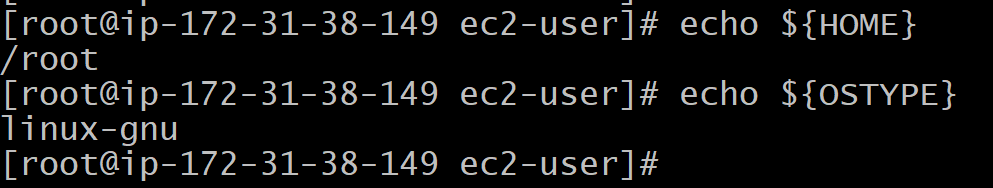 [root@ip-172-31-38-149 ec2-user]# echo ${HOME}
/root
[root@ip-172-31-38-149 ec2-user]# echo ${OSTYPE}
linux-gnu
[root@ip-172-31-38-149 ec2-user]#